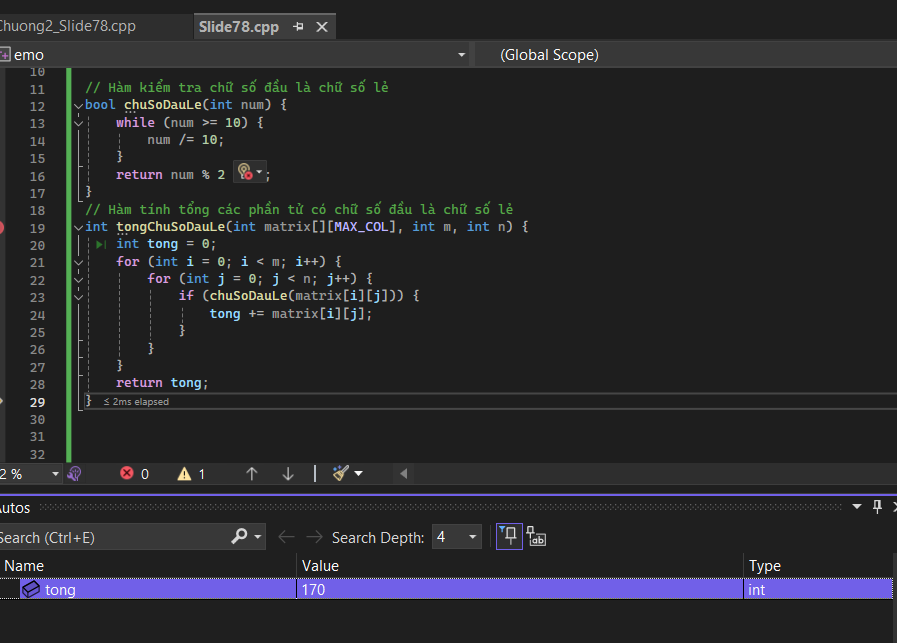 Chuong2_Slide78.cpp Slide78.cpp
emo (Global Scope)
10
11 // Hàm kiểm tra chữ số đầu là chữ số lẻ
12 bool chuSoDauLe(int num) {
13 while (num >= 10) {
14 num /= 10;
15 }
16 return num % 2 ;
17 }
18 // Hàm tính tổng các phần tử có chữ số đầu là chữ số lẻ
19 int tongChuSoDauLe(int matrix[][MAX_COL], int m, int n) {
20 int tong = 0;
21 for (int i = 0; i < m; i++) {
22 for (int j = 0; j < n; j++) {
23 if (chuSoDauLe(matrix[i][j])) {
24 tong += matrix[i][j];
25 }
26 }
27 }
28 return tong;
29 } ≤ 2ms elapsed
30
31
32
2 % 0 1
utos
Search (Ctrl+E) Search Depth: 4
Name Value Type
tong 170 int